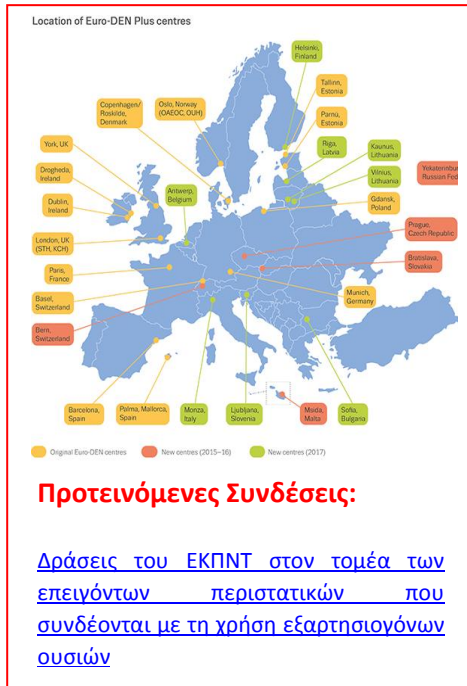 Location of Euro-DEN Plus centres
Helsinki,
Finland
Tallinn,
Estonia
Copenhagen/
Roskilde,
Denmark
Oslo, Norway
(OAEOC, OUH)
Parnu,
Estonia
York, UK
Riga,
Latvia
Kaunus,
Lithuania
Drogheda,
Ireland
Antwerp,
Belgium
Vilnius,
Lithuania
Yekaterinbu
Russian Fed
Dublin,
Ireland
Gdansk,
Poland
London, UK
(STH, KCH)
Prague,
Czech Republic
Paris,
France
Bratislava,
Slovakia
Basel,
Switzerland
Munich,
Germany
Bern,
Switzerland
Barcelona,
Spain
Palma, Mallorca,
Spain
Monza,
Italy
Ljubljana,
Slovenia
Msida,
Malta
Sofia,
Bulgaria
Original Euro-DEN centres
New centres (2015–16)
New centres (2017)
Προτεινόμενες Συνδέσεις:
Δράσεις του ΕΚΠΝΤ στον τομέα των
επειγόντων περιστατικών που
συνδέονται με τη χρήση εξαρτησιογόνων
ουσιών